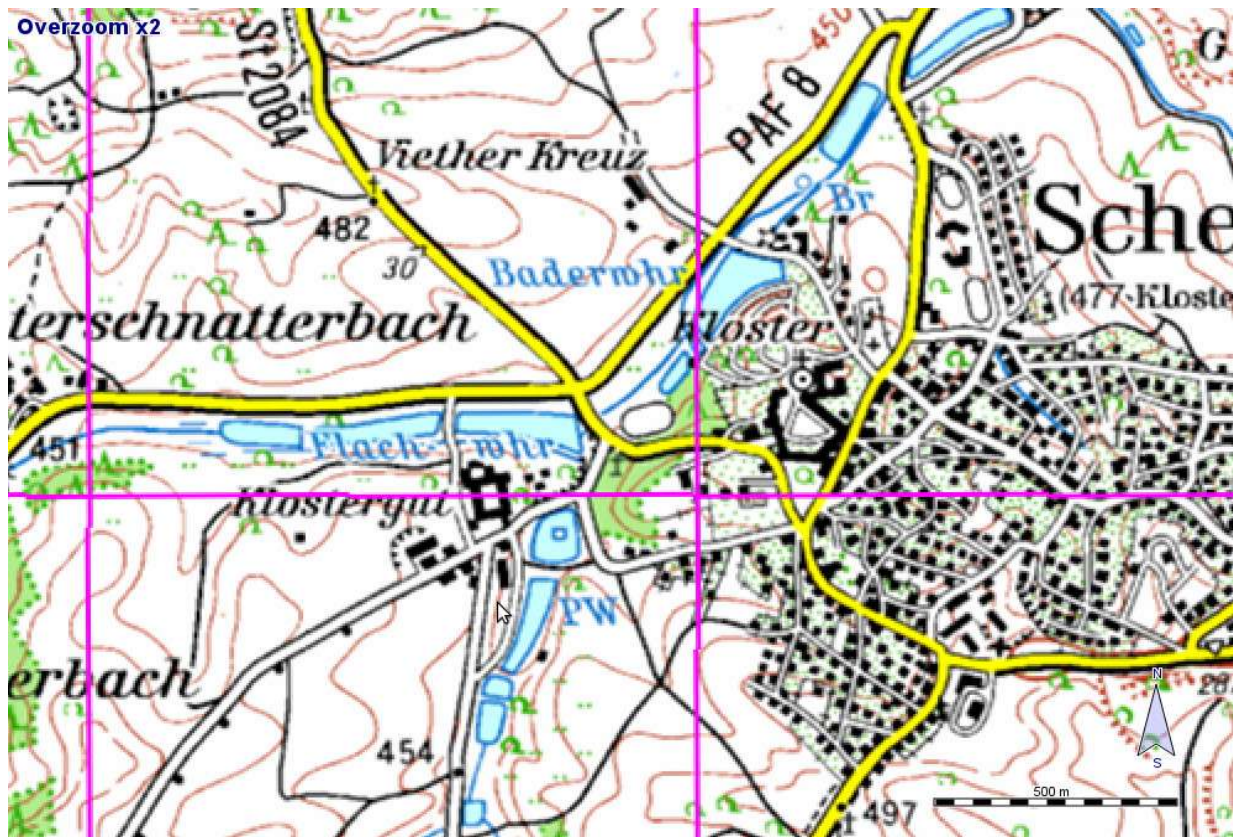 Overzoom x2
St 2084
450
G
PAF 8
Viether Kreuz
Br
Sche
482
30
Baderwhr
(477-Kloste
terschnatterbach
Kloster
451
Flach-whr
Klostergut
PW
erbach
N
S
454
500 m
497